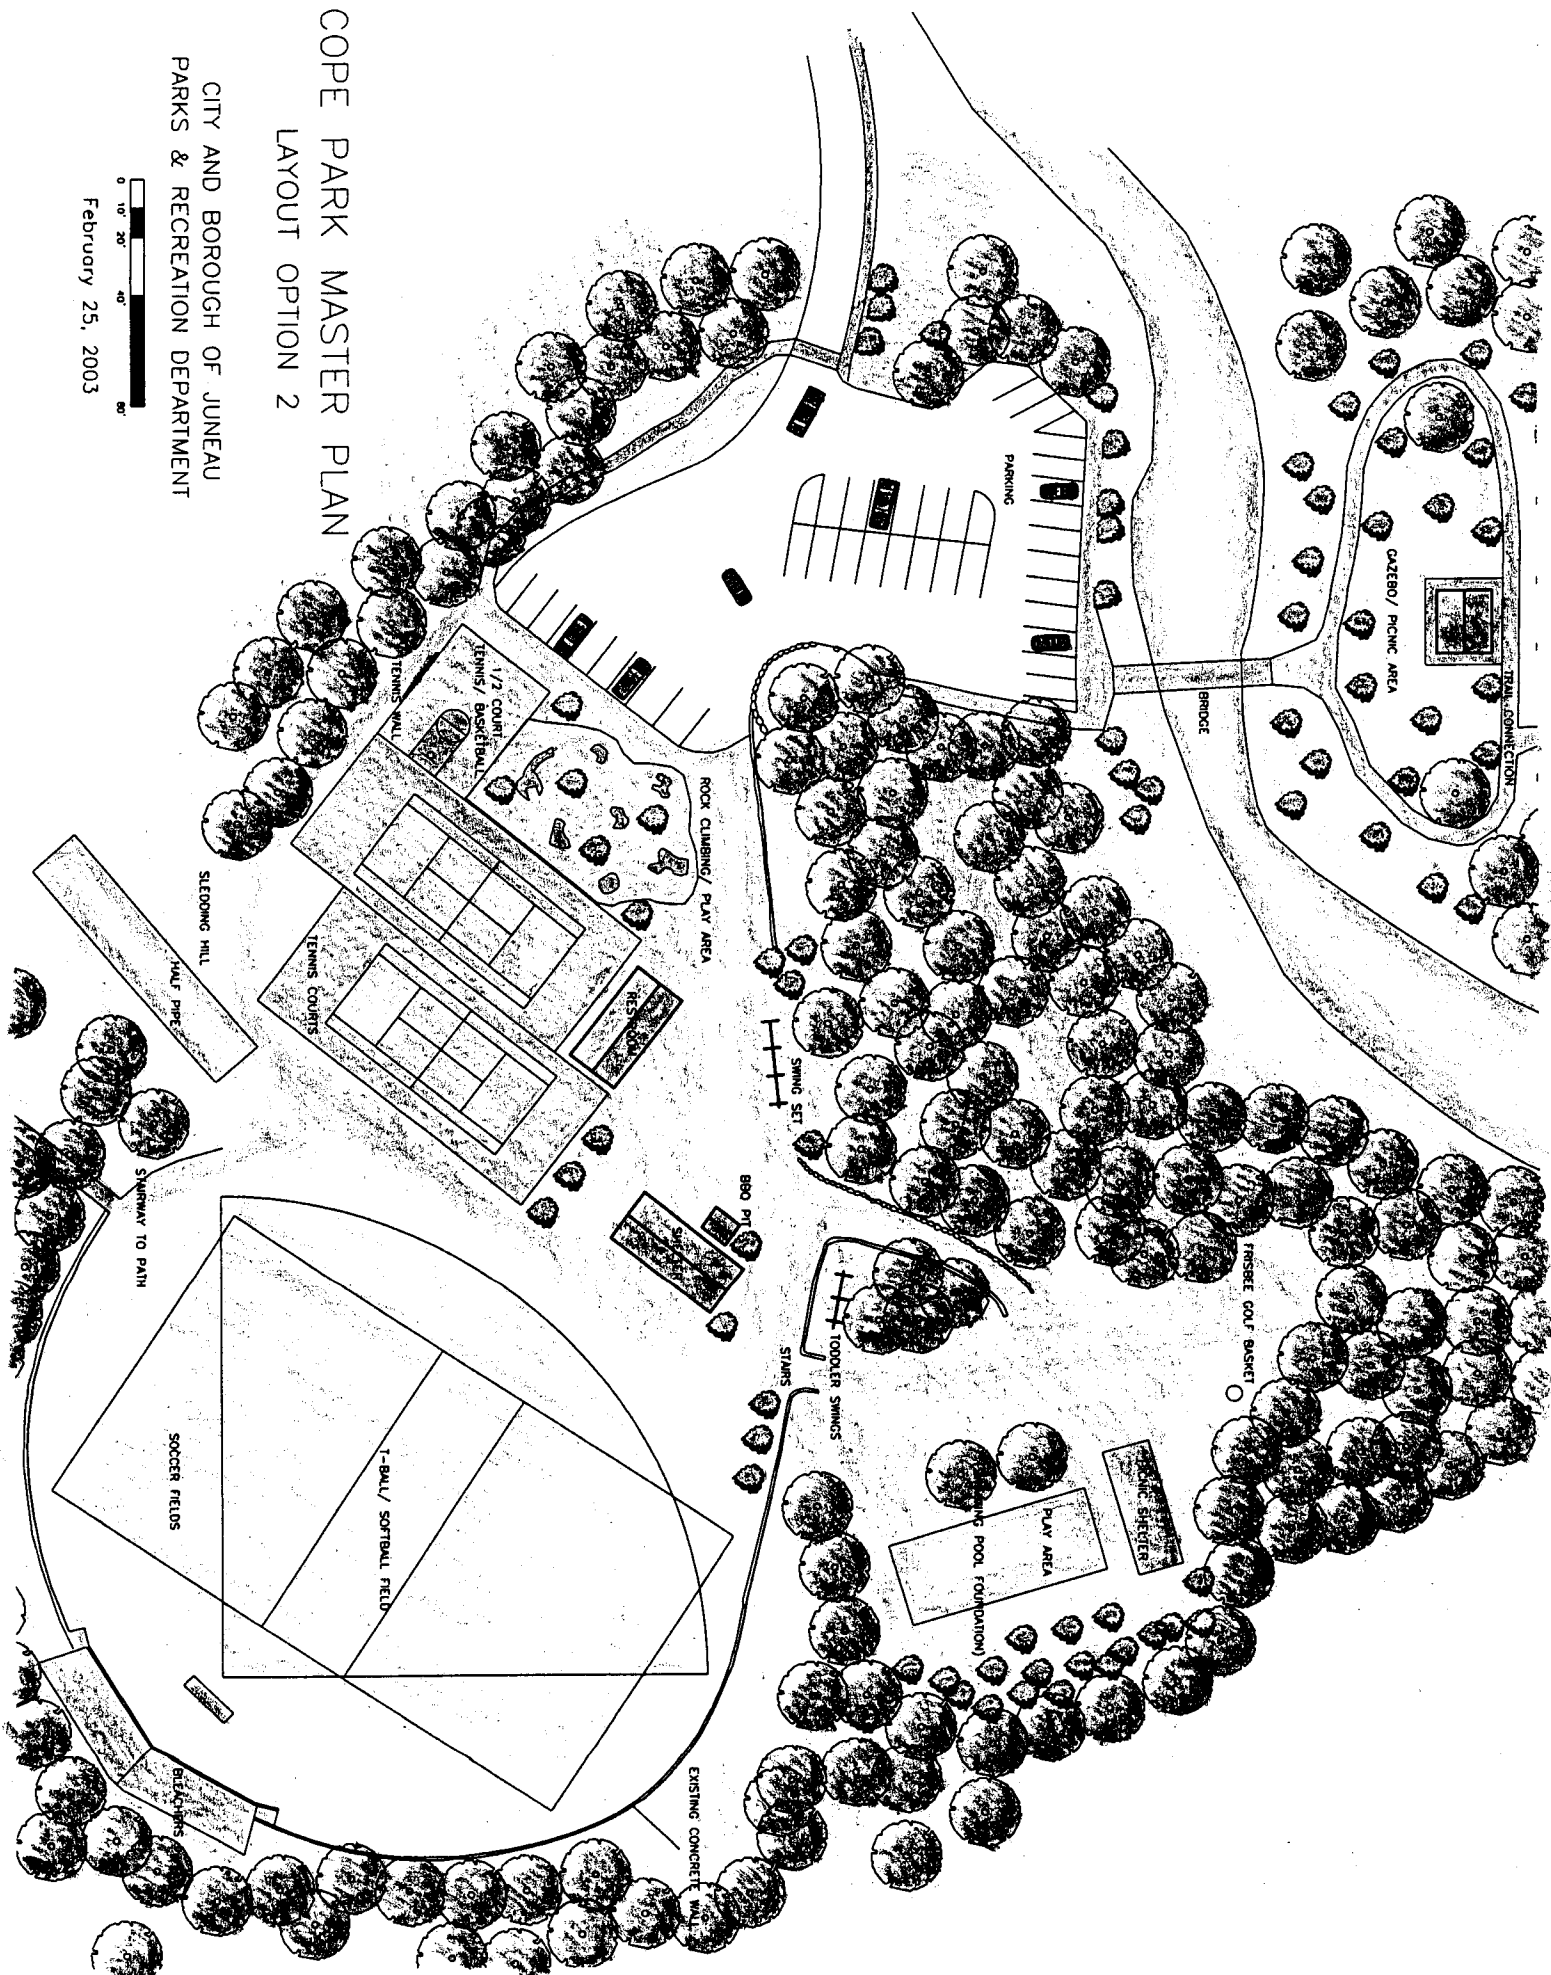 COPE PARK MASTER PLAN
LAYOUT OPTION 2
CITY AND BOROUGH OF JUNEAU
PARKS & RECREATION DEPARTMENT
0 10' 20' 40' 80'
February 25, 2003
TRAIL CONNECTION
GAZEBO/ PICNIC AREA
BRIDGE
PARKING
1/2 COURT
TENNIS/ BASKETBALL
TENNIS WALL
ROCK CLIMBING/ PLAY AREA
SLEDDING HILL
HALF PIPE
TENNIS COURTS
RESTROOM
SWING SET
BBQ PIT
STAIRWAY TO PATH
FRISBEE GOLF BASKET
TODDLER SWINGS
STAIRS
SHELTER
PLAY AREA
POOL FOUNDATION)
T-BALL/ SOFTBALL FIELD
SOCCER FIELDS
BLEACHERS
EXISTING CONCRETE WALL